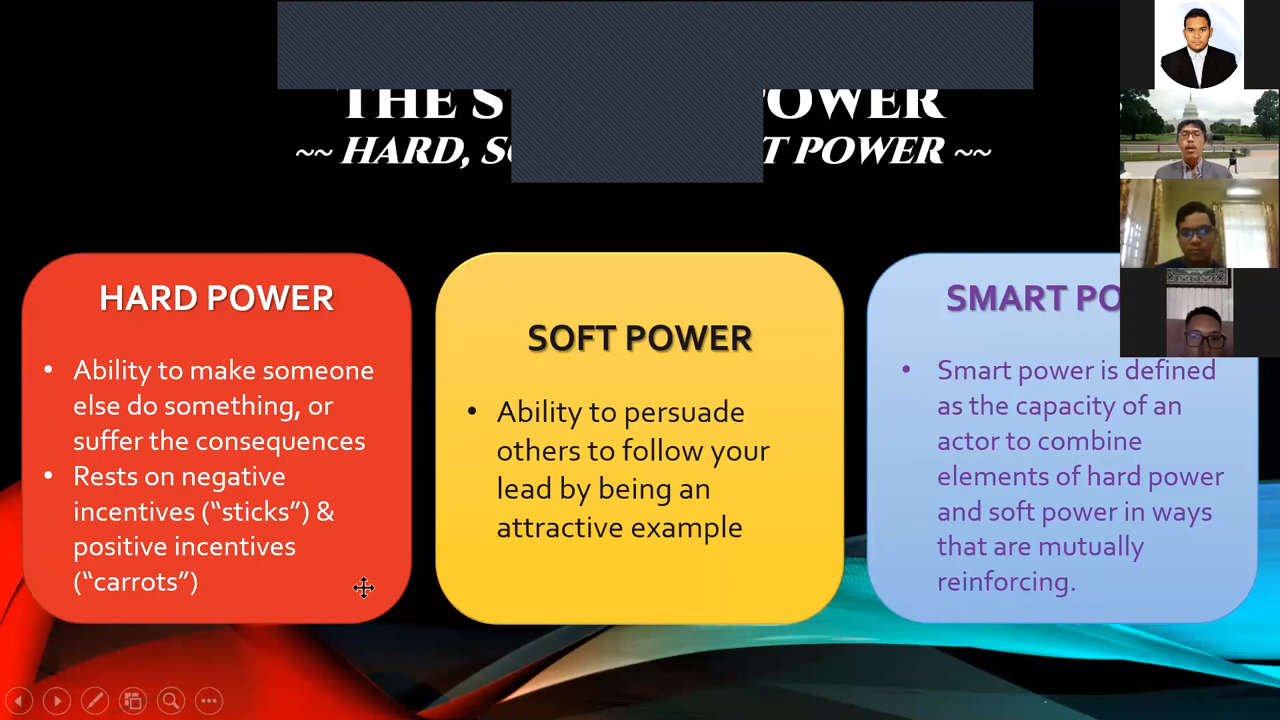 THE S POWER
~~ HARD, SO T POWER ~~
HARD POWER
• Ability to make someone
else do something, or
suffer the consequences
• Rests on negative
incentives (“sticks”) &
positive incentives
(“carrots”)
SOFT POWER
• Ability to persuade
others to follow your
lead by being an
attractive example
SMART PO
• Smart power is defined
as the capacity of an
actor to combine
elements of hard power
and soft power in ways
that are mutually
reinforcing.